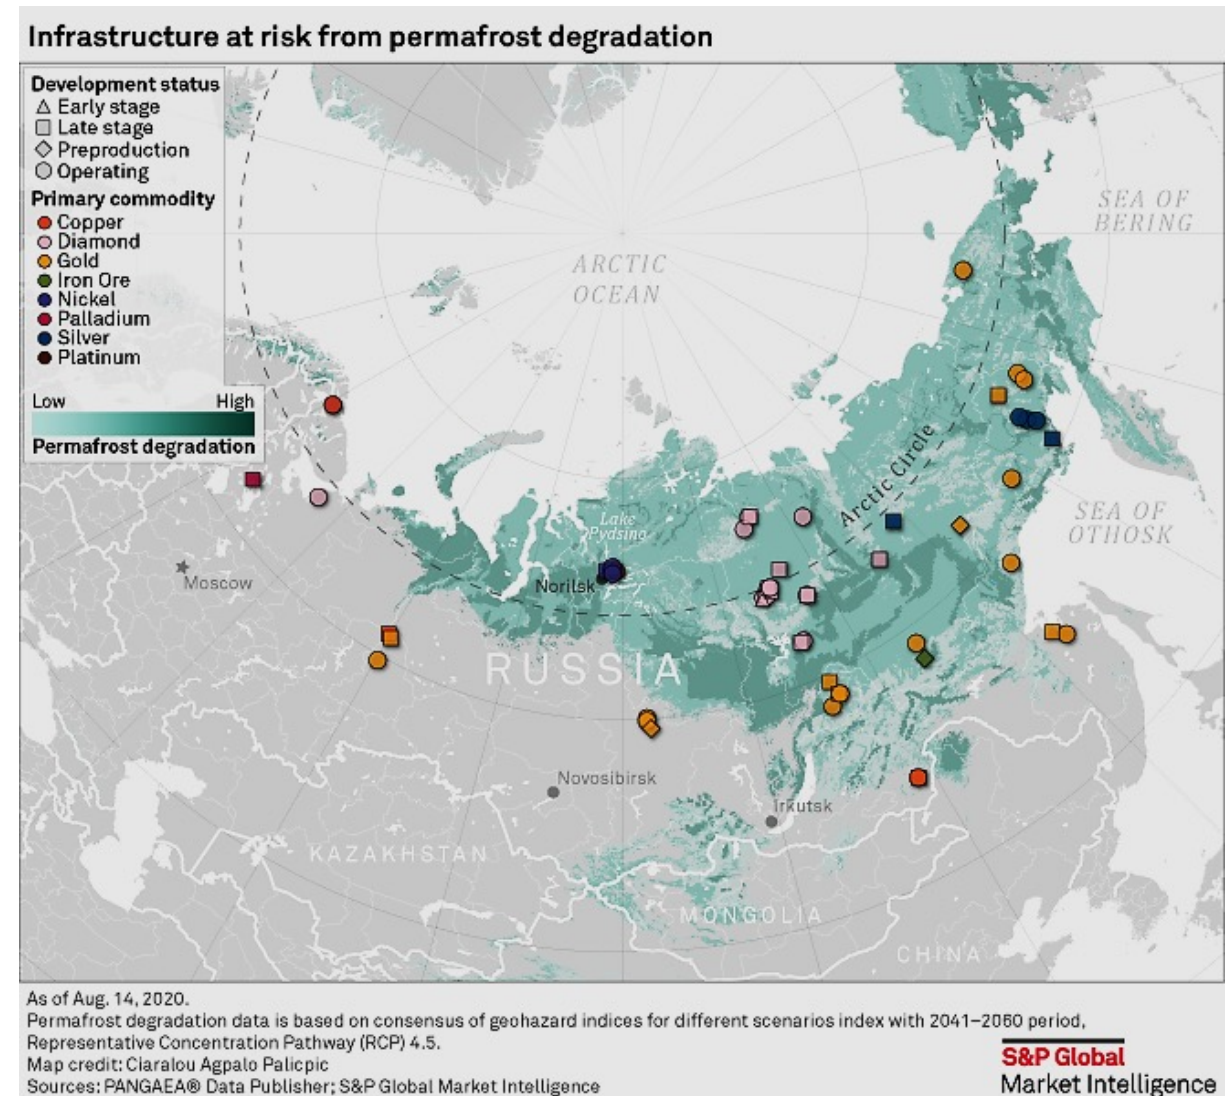 Infrastructure at risk from permafrost degradation
Development status
Early stage
Late stage
Preproduction
Operating
Primary commodity
Copper
Diamond
Gold
Iron Ore
Nickel
Palladium
Silver
Platinum
Low High
Permafrost degradation
SEA OF
BERING
ARCTIC
OCEAN
Arctic Circle
SEA OF
OTHOSK
Lake
Pydsino
Norilsk
Moscow
RUSSIA
Novosibirsk
Irkutsk
KAZAKHSTAN
MONGOLIA
CHINA
As of Aug. 14, 2020.
Permafrost degradation data is based on consensus of geohazard indices for different scenarios index with 2041–2060 period,
Representative Concentration Pathway (RCP) 4.5.
Map credit: Ciaralou Agpalo Palicpic
Sources: PANGAEA® Data Publisher; S&P Global Market Intelligence
S&P Global
Market Intelligence